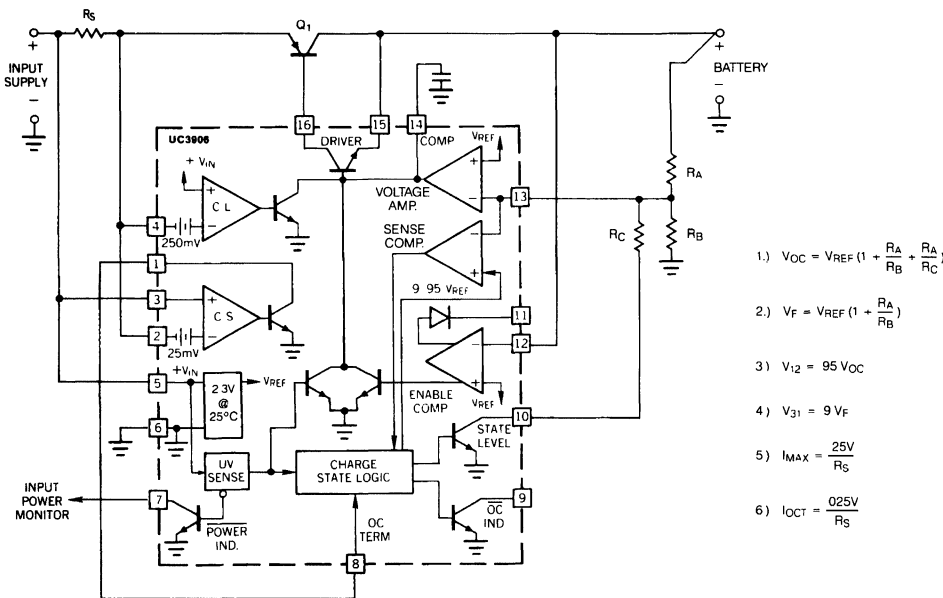 RS
Q1
+
INPUT
SUPPLY
−
+
BATTERY
−
16
15
14
UC3906
DRIVER
COMP
VREF
+ VIN
+
C L
−
4
250mV
+
VOLTAGE
AMP.
−
13
RA
RB
RC
SENSE
COMP.
−
+
1
9 95 VREF
3
+
C S
−
2
25mV
11
12
−
+
ENABLE
COMP
VREF
+VIN
5
2 3V
@
25°C
VREF
6
10
STATE
LEVEL
UV
SENSE
CHARGE
STATE LOGIC
INPUT
POWER
MONITOR
7
POWER
IND.
OC
TERM
OC
IND
9
8
1.) VOC = VREF (1 + RA/RB + RA/RC)
2.) VF = VREF (1 + RA/RB)
3) V12 = 95 VOC
4) V31 = 9 VF
5) IMAX = 25V/RS
6) IOCT = 025V/RS